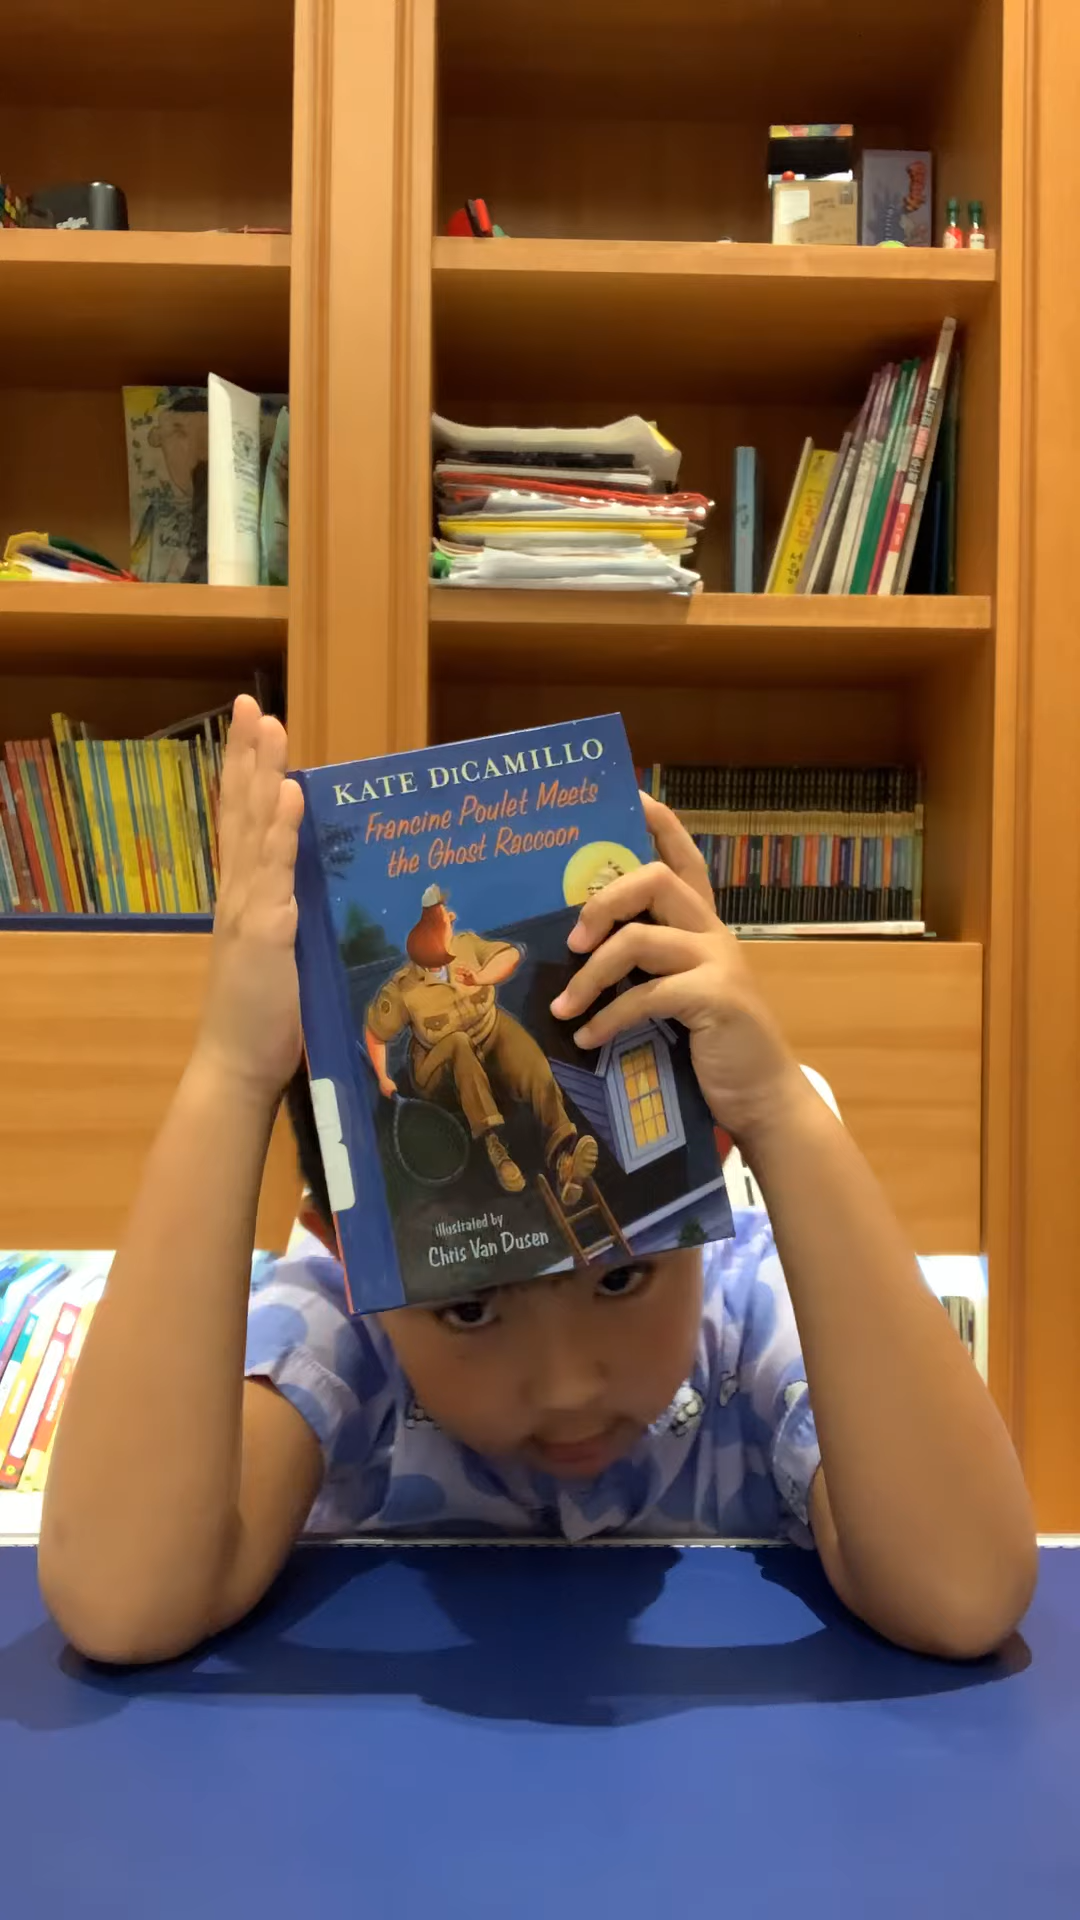 KATE DICAMILLO
Francine Poulet Meets
the Ghost Raccoon
illustrated by
Chris Van Dusen